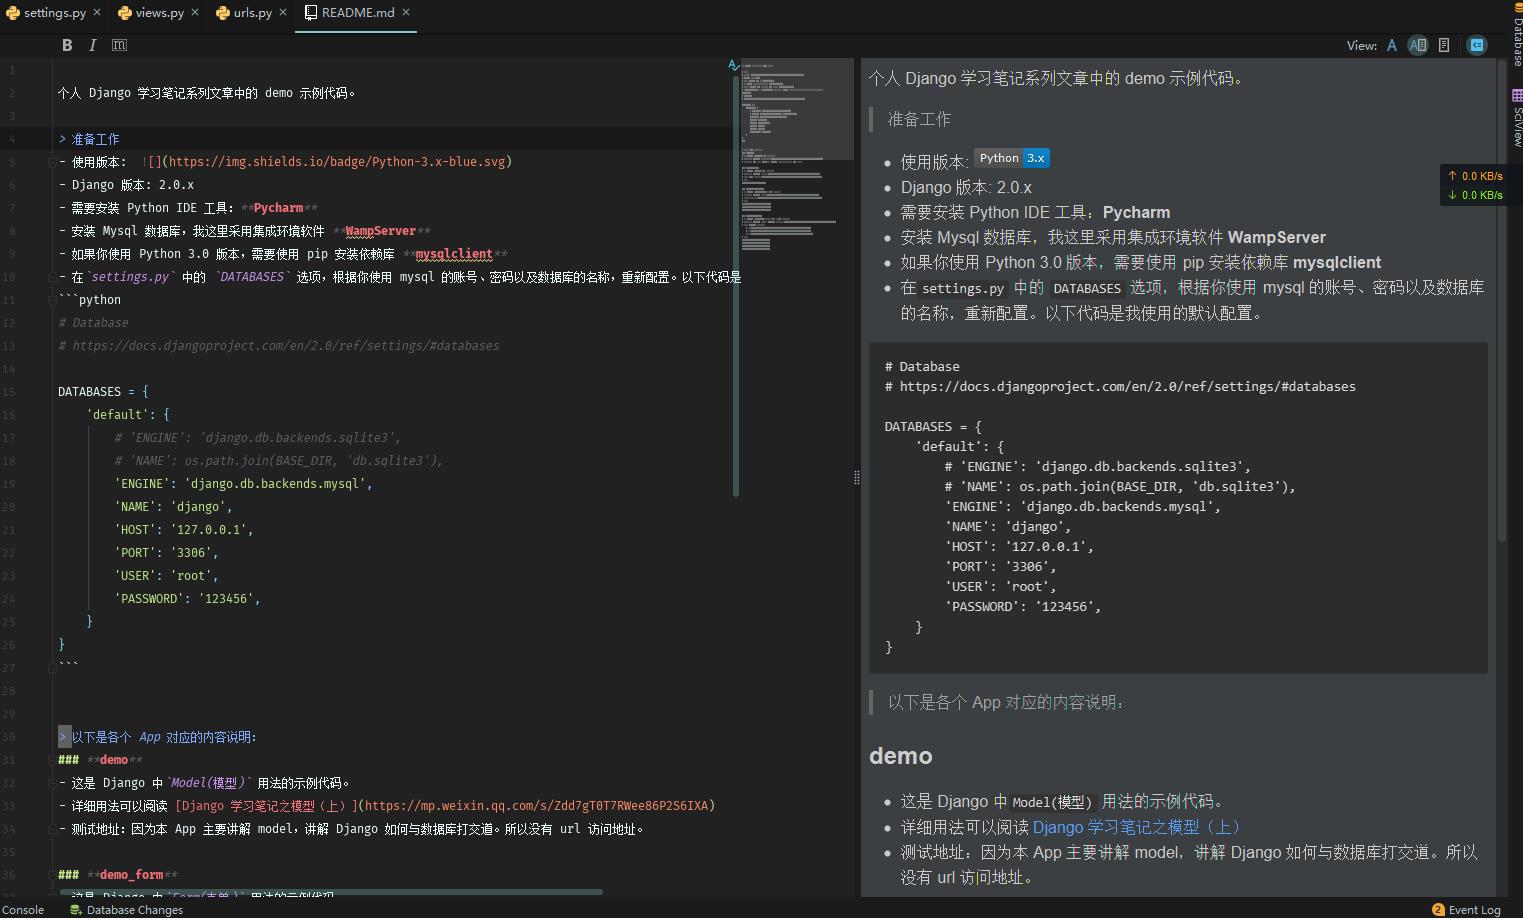 settings.py × views.py × urls.py × README.md ×
B I m View: A
Database
SciView
1
2 个人 Django 学习笔记系列文章中的 demo 示例代码。
3
4 > 准备工作
5 - 使用版本: ![](https://img.shields.io/badge/Python-3.x-blue.svg)
6 - Django 版本: 2.0.x
7 - 需要安装 Python IDE 工具：**Pycharm**
8 - 安装 Mysql 数据库，我这里采用集成环境软件 **WampServer**
9 - 如果你使用 Python 3.0 版本，需要使用 pip 安装依赖库 **mysqlclient**
10 - 在`settings.py` 中的 `DATABASES` 选项，根据你使用 mysql 的账号、密码以及数据库的名称，重新配置。以下代码是
11 ```python
12 # Database
13 # https://docs.djangoproject.com/en/2.0/ref/settings/#databases
14
15 DATABASES = {
16 'default': {
17 # 'ENGINE': 'django.db.backends.sqlite3',
18 # 'NAME': os.path.join(BASE_DIR, 'db.sqlite3'),
19 'ENGINE': 'django.db.backends.mysql',
20 'NAME': 'django',
21 'HOST': '127.0.0.1',
22 'PORT': '3306',
23 'USER': 'root',
24 'PASSWORD': '123456',
25 }
26 }
27 ```
28
29
30 > 以下是各个 App 对应的内容说明:
31 ### **demo**
32 - 这是 Django 中`Model(模型)` 用法的示例代码。
33 - 详细用法可以阅读 [Django 学习笔记之模型（上）](https://mp.weixin.qq.com/s/Zdd7gT0T7RWee86P2S6IXA)
34 - 测试地址：因为本 App 主要讲解 model，讲解 Django 如何与数据库打交道。所以没有 url 访问地址。
35
36 ### **demo_form**
个人 Django 学习笔记系列文章中的 demo 示例代码。
准备工作
使用版本: Python 3.x
Django 版本: 2.0.x
需要安装 Python IDE 工具：Pycharm
安装 Mysql 数据库，我这里采用集成环境软件 WampServer
如果你使用 Python 3.0 版本，需要使用 pip 安装依赖库 mysqlclient
在 settings.py 中的 DATABASES 选项，根据你使用 mysql 的账号、密码以及数据库
的名称，重新配置。以下代码是我使用的默认配置。
# Database
# https://docs.djangoproject.com/en/2.0/ref/settings/#databases
DATABASES = {
'default': {
# 'ENGINE': 'django.db.backends.sqlite3',
# 'NAME': os.path.join(BASE_DIR, 'db.sqlite3'),
'ENGINE': 'django.db.backends.mysql',
'NAME': 'django',
'HOST': '127.0.0.1',
'PORT': '3306',
'USER': 'root',
'PASSWORD': '123456',
}
}
以下是各个 App 对应的内容说明:
demo
这是 Django 中 Model(模型) 用法的示例代码。
详细用法可以阅读 Django 学习笔记之模型（上）
测试地址：因为本 App 主要讲解 model，讲解 Django 如何与数据库打交道。所以
没有 url 访问地址。
↑ 0.0 KB/s
↓ 0.0 KB/s
Console Database Changes 2 Event Log